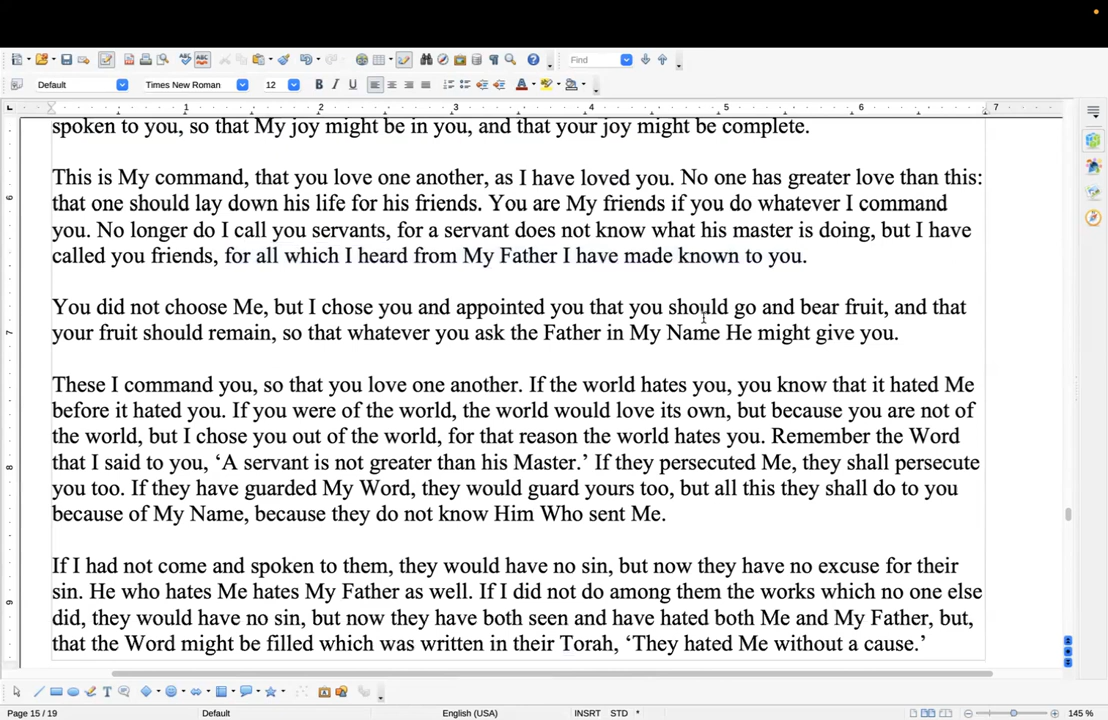 Default
Times New Roman
12
Find
1 2 3 4 5 6 7
spoken to you, so that My joy might be in you, and that your joy might be complete.
This is My command, that you love one another, as I have loved you. No one has greater love than this:
that one should lay down his life for his friends. You are My friends if you do whatever I command
you. No longer do I call you servants, for a servant does not know what his master is doing, but I have
called you friends, for all which I heard from My Father I have made known to you.
You did not choose Me, but I chose you and appointed you that you should go and bear fruit, and that
your fruit should remain, so that whatever you ask the Father in My Name He might give you.
These I command you, so that you love one another. If the world hates you, you know that it hated Me
before it hated you. If you were of the world, the world would love its own, but because you are not of
the world, but I chose you out of the world, for that reason the world hates you. Remember the Word
that I said to you, ‘A servant is not greater than his Master.’ If they persecuted Me, they shall persecute
you too. If they have guarded My Word, they would guard yours too, but all this they shall do to you
because of My Name, because they do not know Him Who sent Me.
If I had not come and spoken to them, they would have no sin, but now they have no excuse for their
sin. He who hates Me hates My Father as well. If I did not do among them the works which no one else
did, they would have no sin, but now they have both seen and have hated both Me and My Father, but,
that the Word might be filled which was written in their Torah, ‘They hated Me without a cause.’
6
7
8
9
Page 15 / 19 Default English (USA) INSRT STD * 145 %